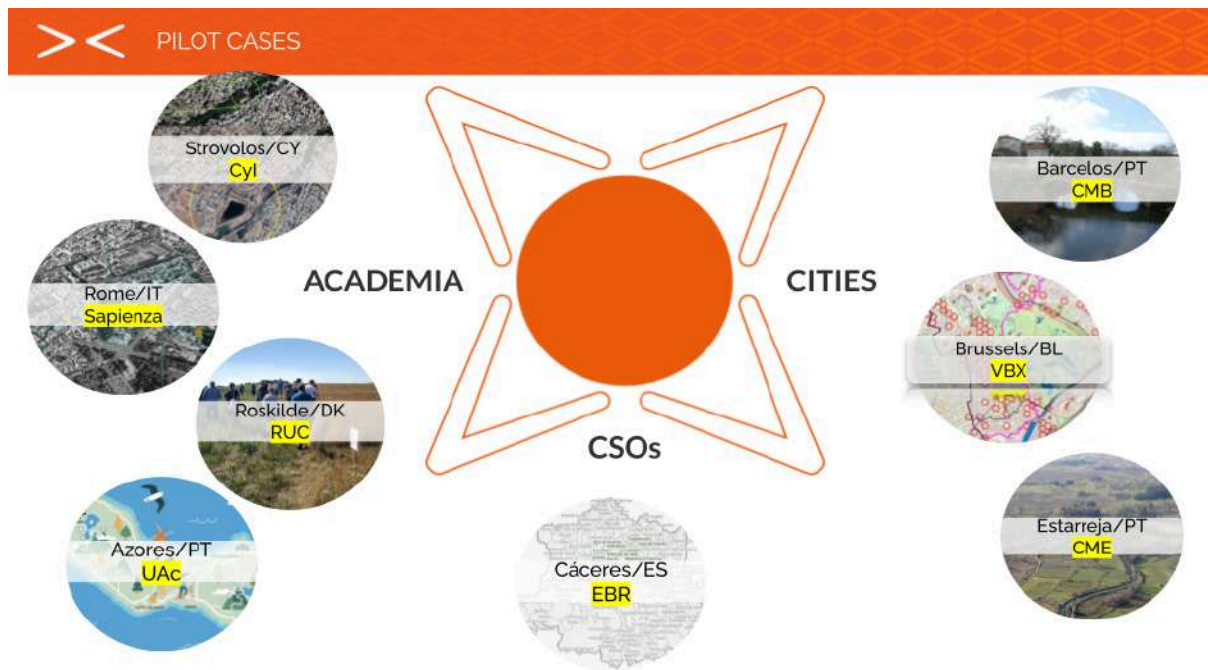 PILOT CASES
Strovolos/CY
CyI
Rome/IT
Sapienza
Roskilde/DK
RUC
Azores/PT
UAc
ACADEMIA
CITIES
CSOs
Cáceres/ES
EBR
Barcelos/PT
CMB
Brussels/BL
VBX
Estarreja/PT
CME